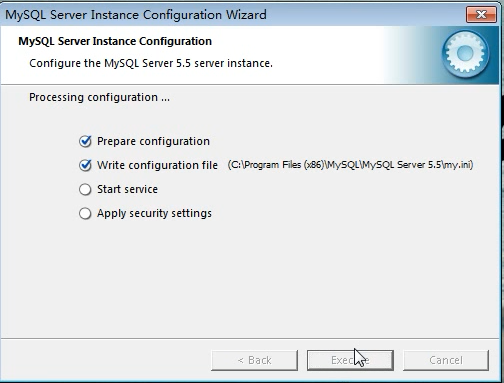 MySQL Server Instance Configuration Wizard
MySQL Server Instance Configuration
Configure the MySQL Server 5.5 server instance.
Processing configuration ...
Prepare configuration
Write configuration file (C:\Program Files (x86)\MySQL\MySQL Server 5.5\my.ini)
Start service
Apply security settings
< Back Execute Cancel